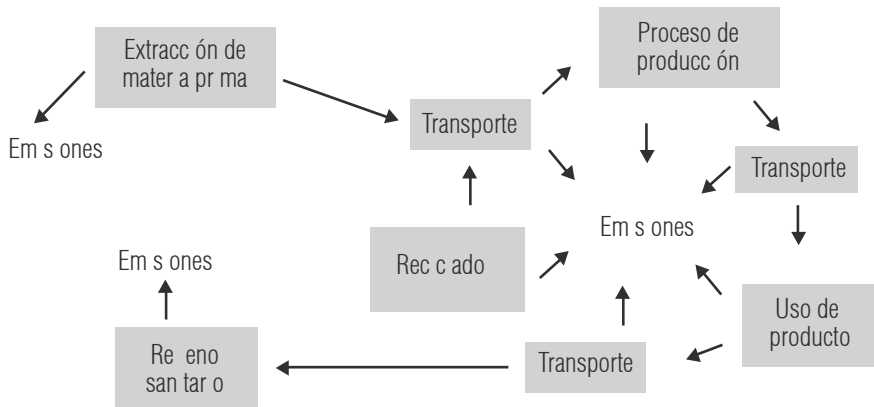 Extracc ón de
mater a pr ma
Proceso de
producc ón
Transporte
Em s ones
Transporte
Em s ones
Rec c ado
Em s ones
Uso de
producto
Transporte
Re eno
san tar o